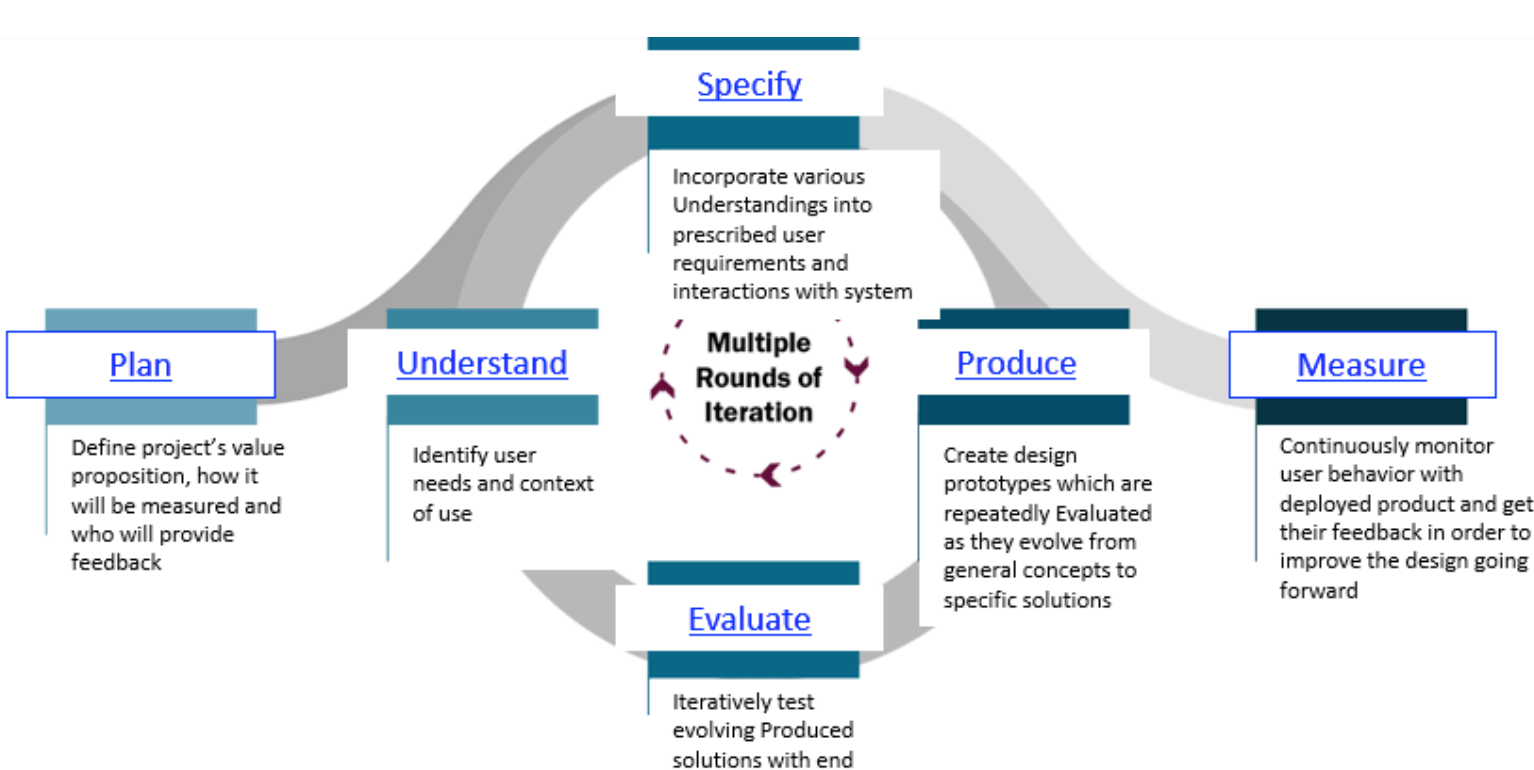 Specify
Incorporate various
Understandings into
prescribed user
requirements and
interactions with system
Plan
Define project’s value
proposition, how it
will be measured and
who will provide
feedback
Understand
Identify user
needs and context
of use
Multiple
Rounds of
Iteration
Produce
Create design
prototypes which are
repeatedly Evaluated
as they evolve from
general concepts to
specific solutions
Measure
Continuously monitor
user behavior with
deployed product and get
their feedback in order to
improve the design going
forward
Evaluate
Iteratively test
evolving Produced
solutions with end